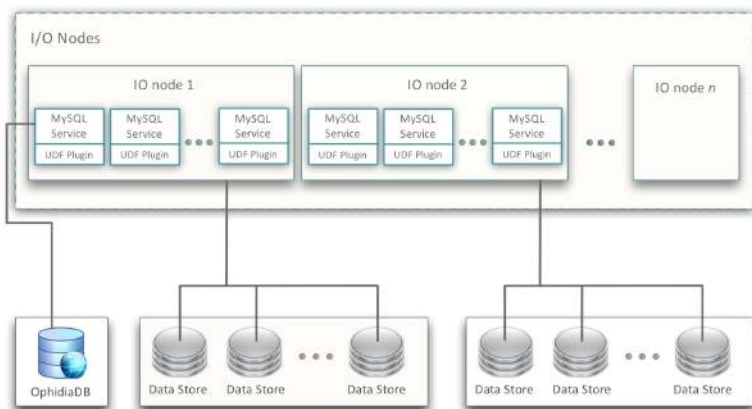 I/O Nodes
IO node 1
IO node 2
IO node n
MySQL
Service
UDF Plugin
MySQL
Service
UDF Plugin
MySQL
Service
UDF Plugin
MySQL
Service
UDF Plugin
MySQL
Service
UDF Plugin
MySQL
Service
UDF Plugin
OphidiaDB
Data Store
Data Store
Data Store
Data Store
Data Store
Data Store